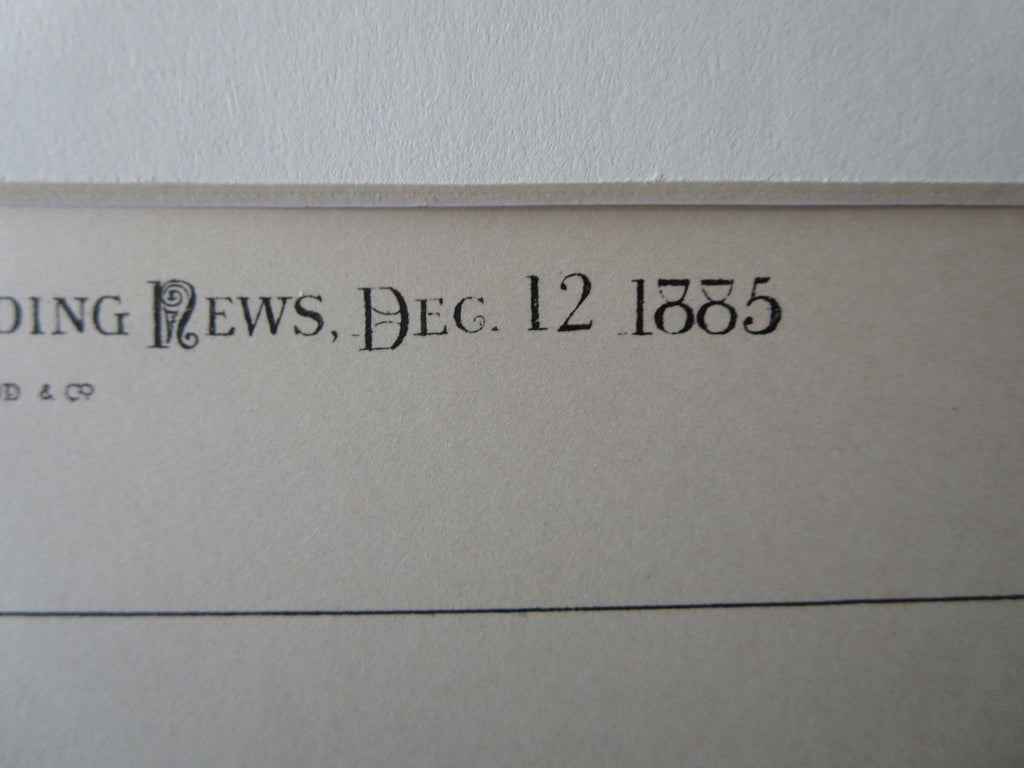 DING NEWS, DEC. 12 1885
D & CO